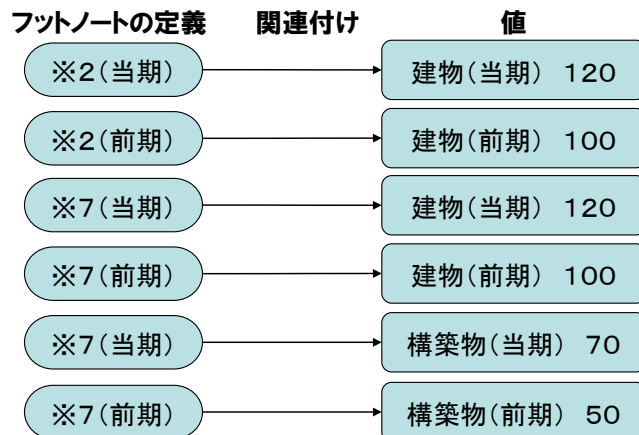 フットノートの定義 関連付け 値
※2(当期) 建物(当期) 120
※2(前期) 建物(前期) 100
※7(当期) 建物(当期) 120
※7(前期) 建物(前期) 100
※7(当期) 構築物(当期) 70
※7(前期) 構築物(前期) 50